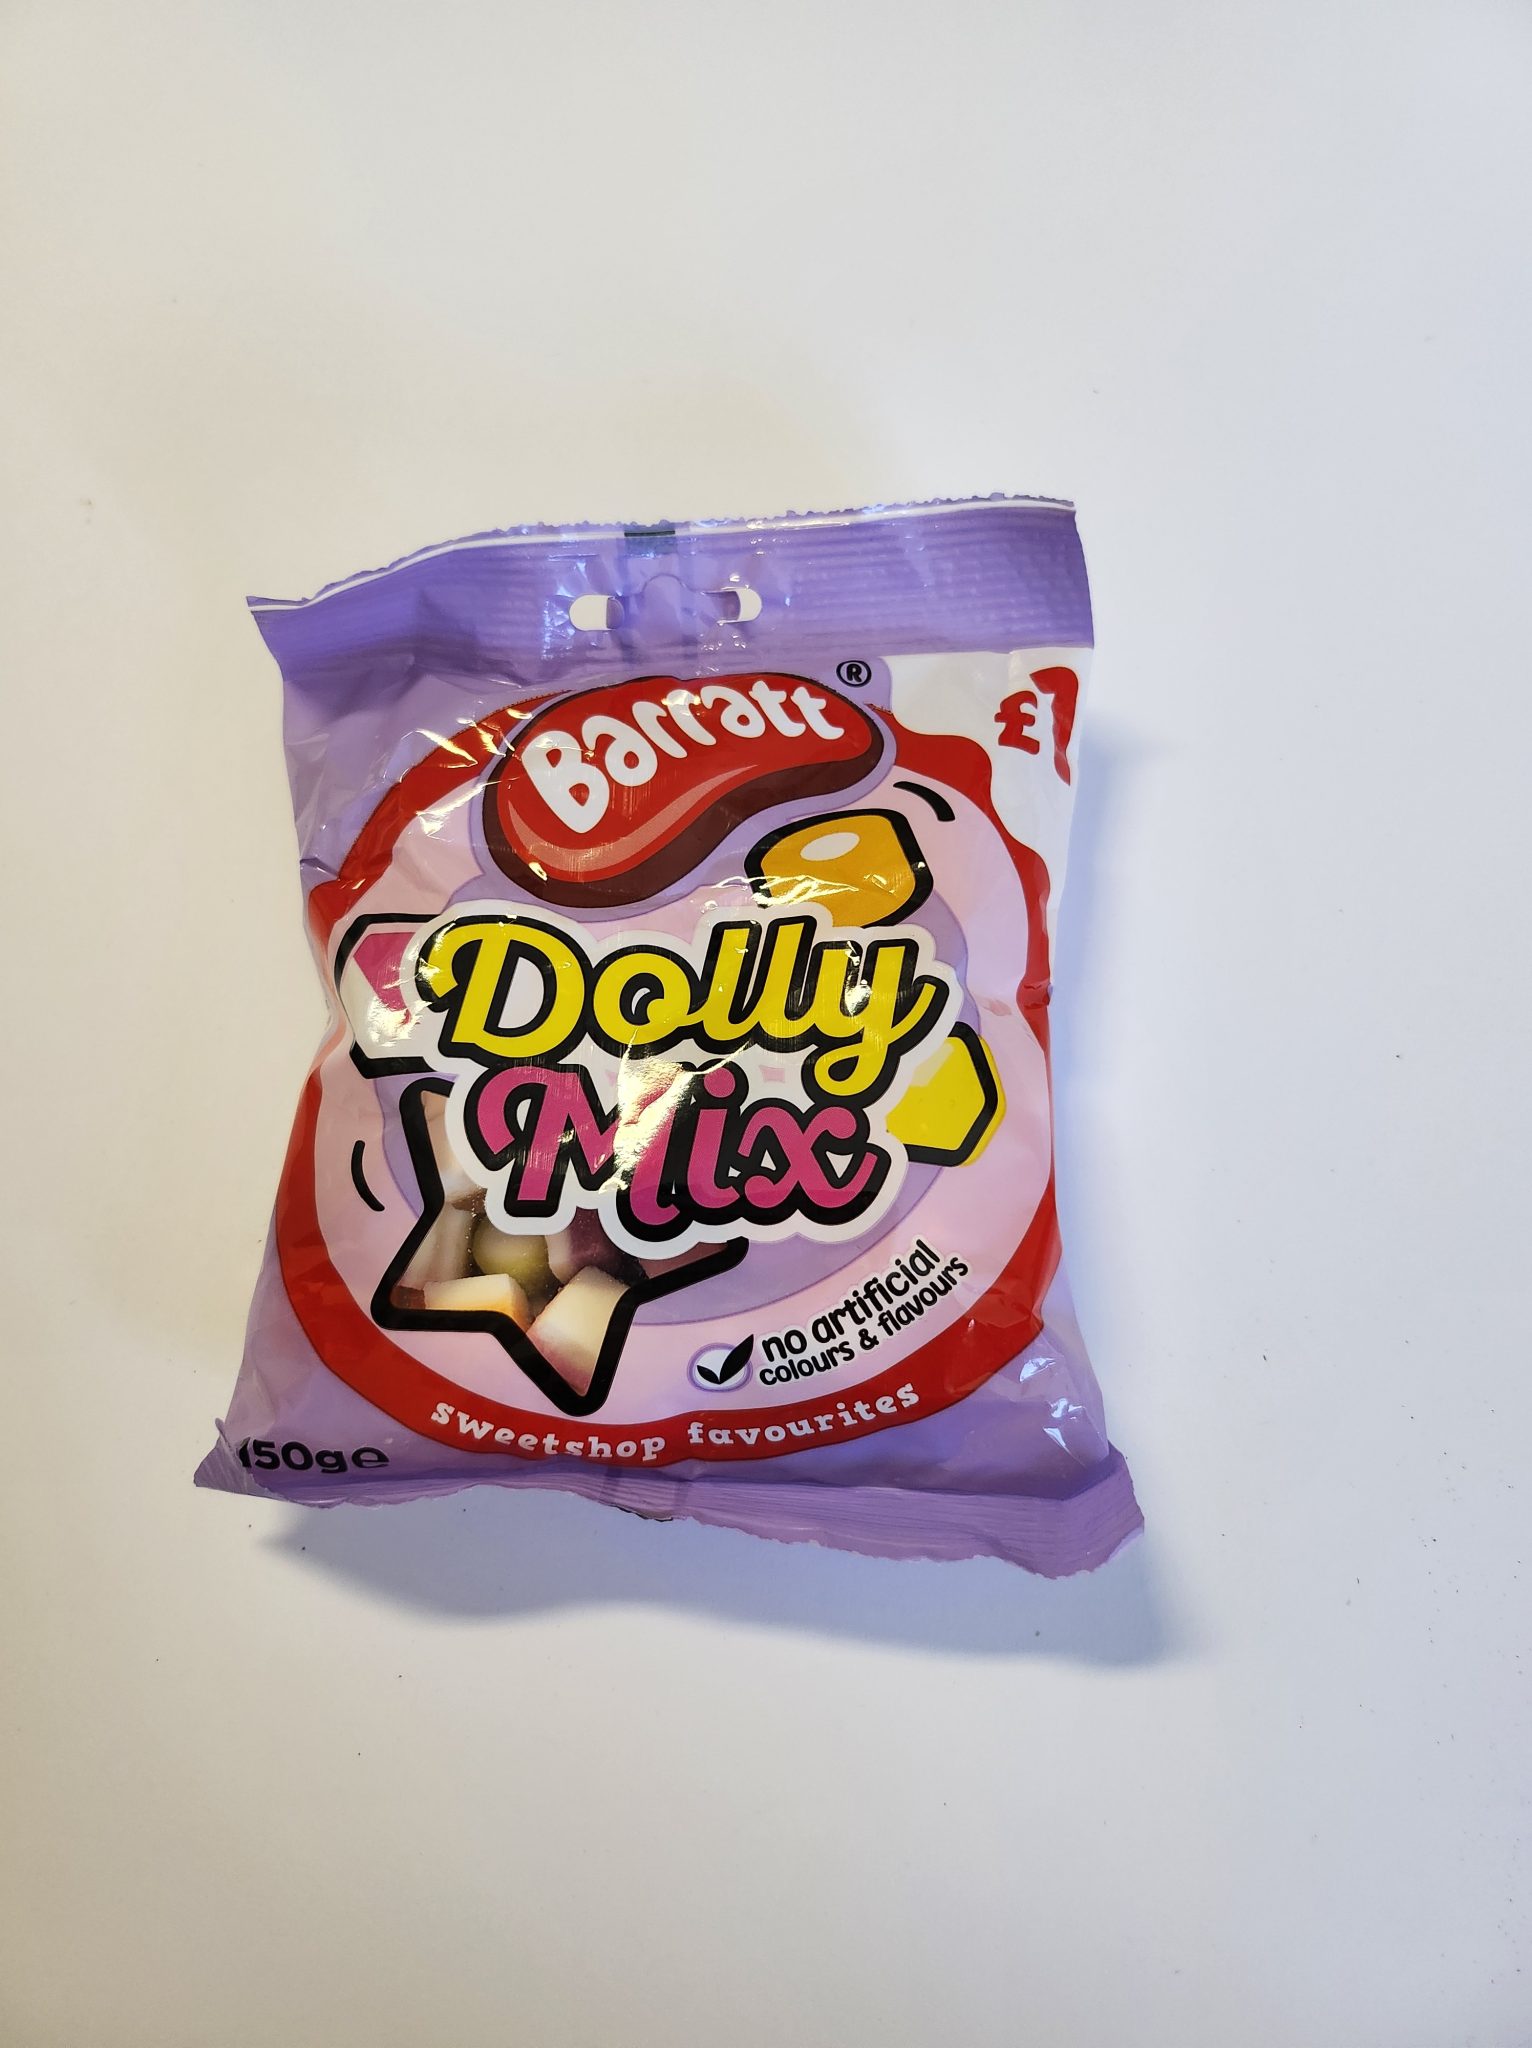 Barratt®
£1
Dolly
Mix
no artificial
colours & flavours
sweetshop favourites
150g℮